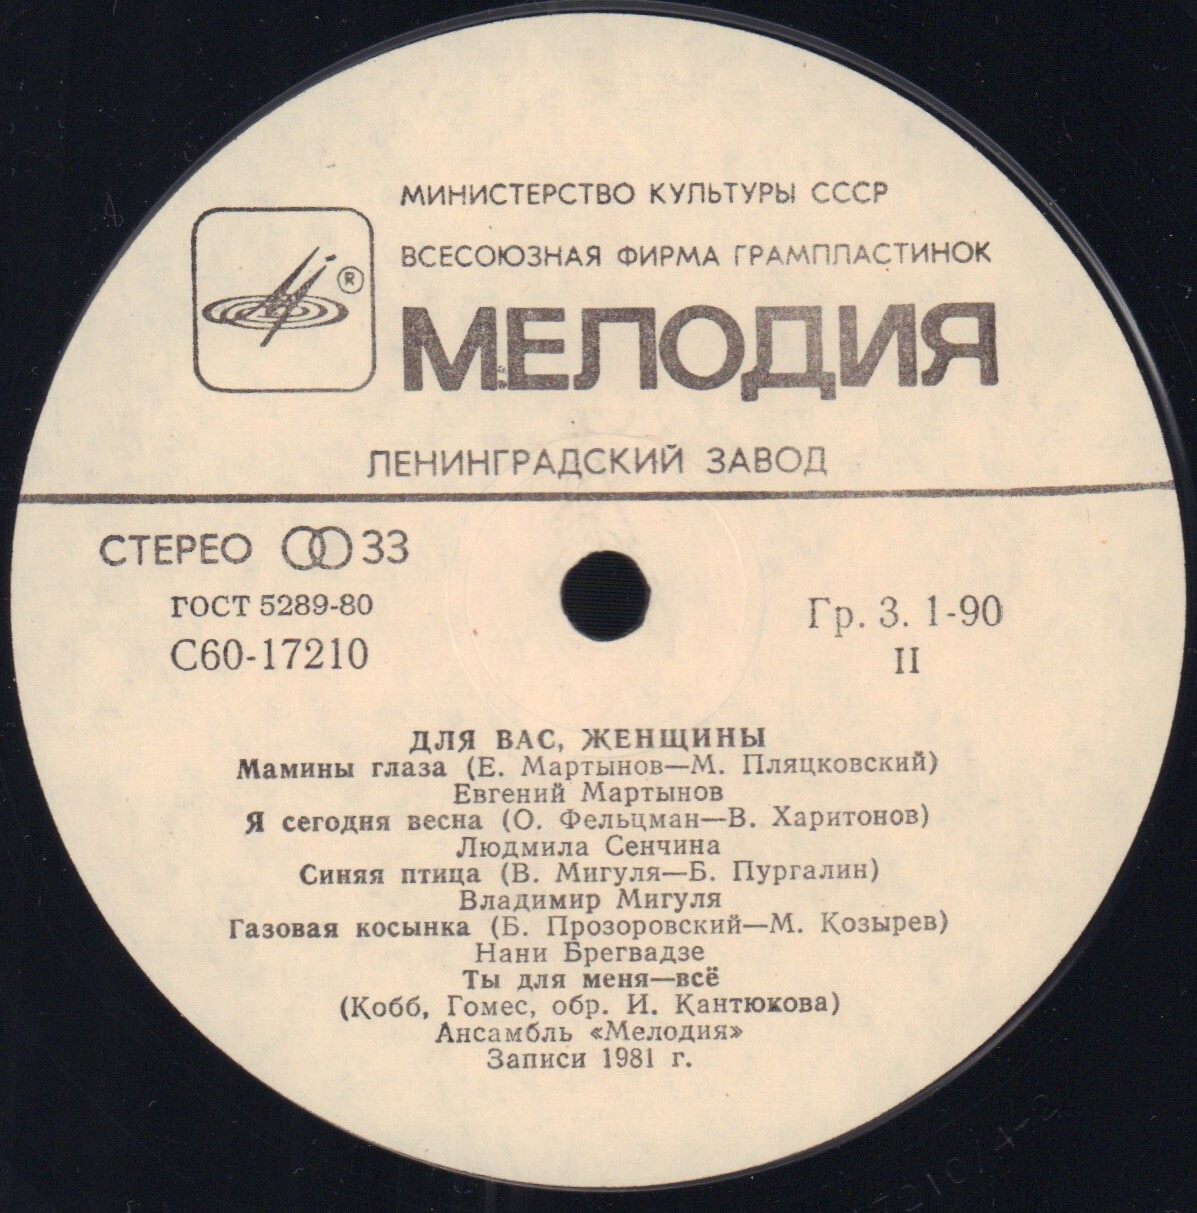 МИНИСТЕРСТВО КУЛЬТУРЫ СССР
ВСЕСОЮЗНАЯ ФИРМА ГРАМПЛАСТИНОК
®
МЕЛОДИЯ
ЛЕНИНГРАДСКИЙ ЗАВОД
СТЕРЕО 33
ГОСТ 5289-80
С60-17210
Гр. 3. 1-90
II
ДЛЯ ВАС, ЖЕНЩИНЫ
Мамины глаза (Е. Мартынов—М. Пляцковский)
Евгений Мартынов
Я сегодня весна (О. Фельцман—В. Харитонов)
Людмила Сенчина
Синяя птица (В. Мигуля—Б. Пургалин)
Владимир Мигуля
Газовая косынка (Б. Прозоровский—М. Козырев)
Нани Брегвадзе
Ты для меня—всё
(Кобб, Гомес, обр. И. Кантюкова)
Ансамбль «Мелодия»
Записи 1981 г.